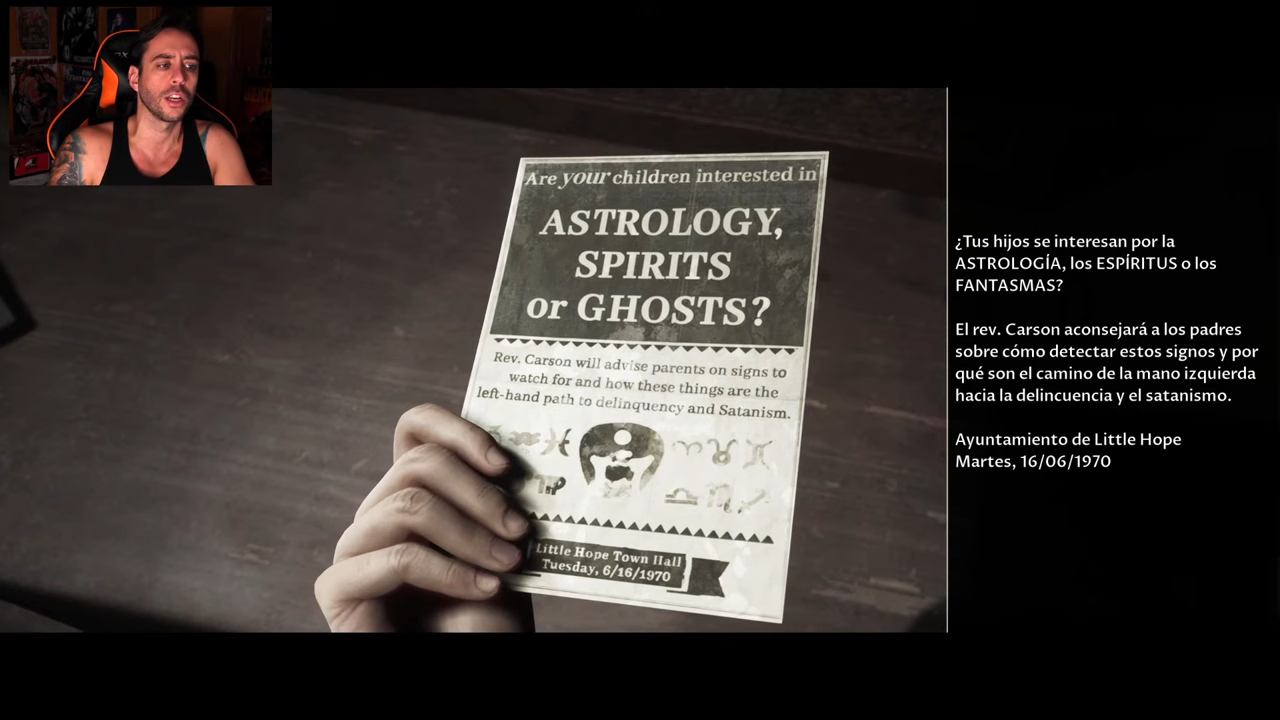 Are your children interested in
ASTROLOGY,
SPIRITS
or GHOSTS?
Rev. Carson will advise parents on signs to
watch for and how these things are the
left-hand path to delinquency and Satanism.
Little Hope Town Hall
Tuesday, 6/16/1970
¿Tus hijos se interesan por la
ASTROLOGÍA, los ESPÍRITUS o los
FANTASMAS?
El rev. Carson aconsejará a los padres
sobre cómo detectar estos signos y por
qué son el camino de la mano izquierda
hacia la delincuencia y el satanismo.
Ayuntamiento de Little Hope
Martes, 16/06/1970